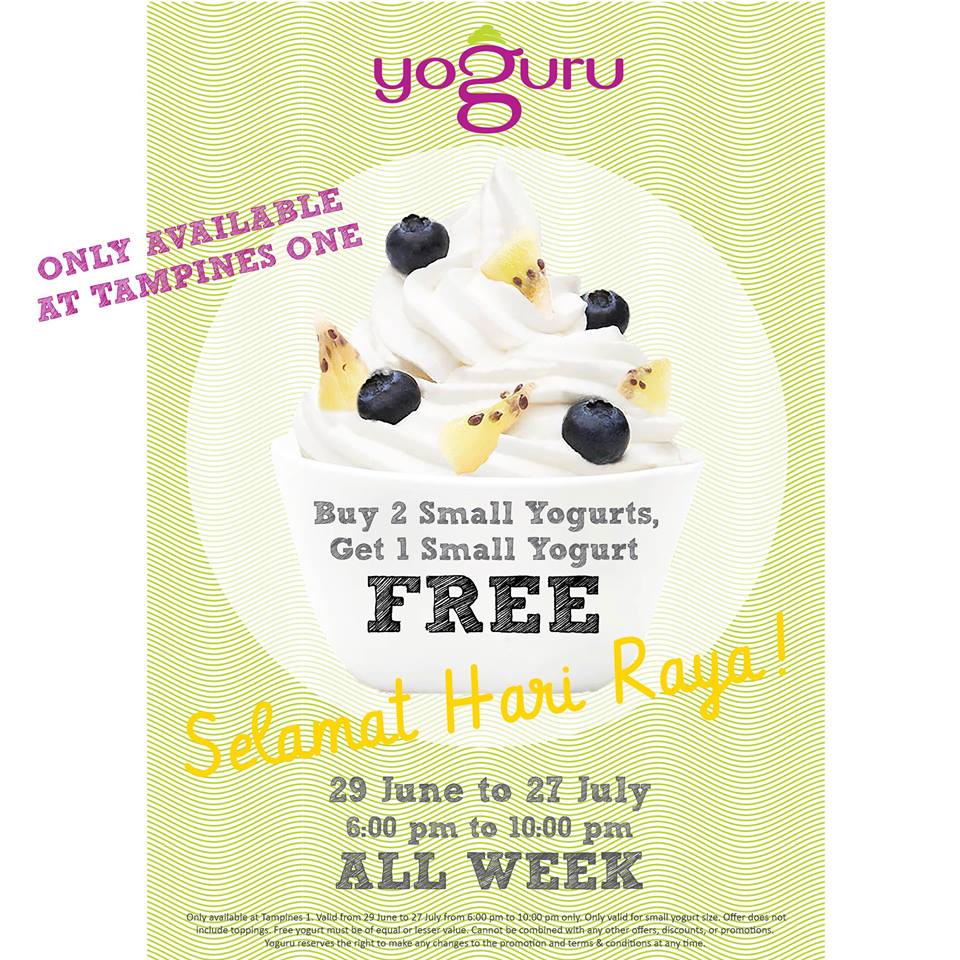 yoguru
ONLY AVAILABLE
AT TAMPINES ONE
Buy 2 Small Yogurts,
Get 1 Small Yogurt
FREE
Selamat Hari Raya!
29 June to 27 July
6:00 pm to 10:00 pm
ALL WEEK
Only available at Tampines 1. Valid from 29 June to 27 July from 6:00 pm to 10:00 pm only. Only valid for small yogurt size. Offer does not
include toppings. Free yogurt must be of equal or lesser value. Cannot be combined with any other offers, discounts, or promotions.
Yoguru reserves the right to make any changes to the promotion and terms & conditions at any time.